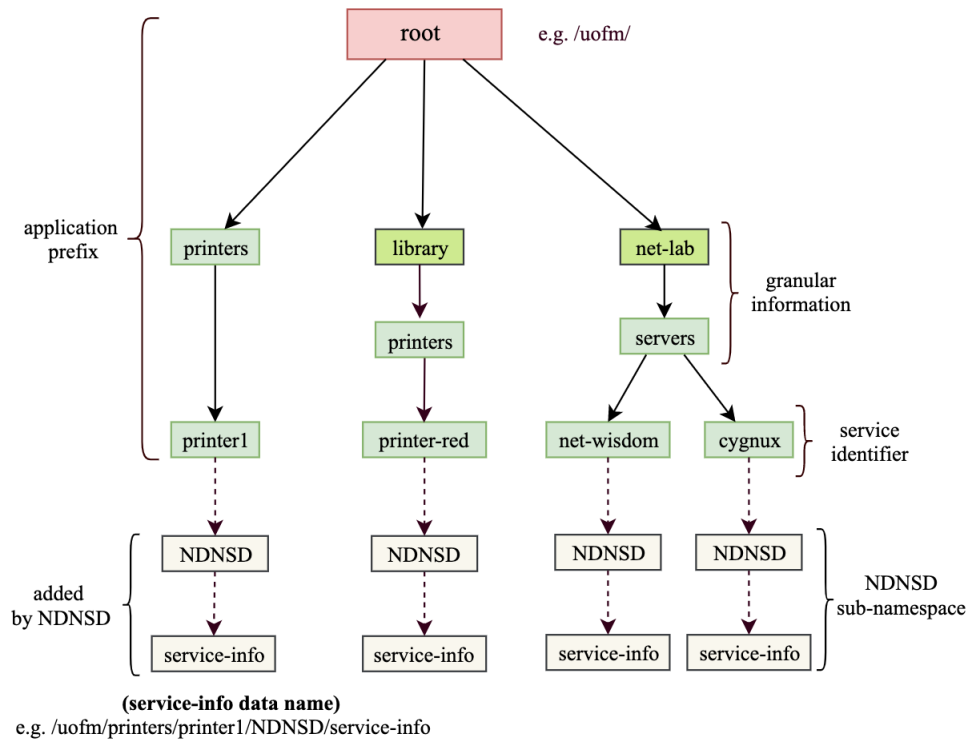 root
e.g. /uofm/
application
prefix
printers
library
net-lab
granular
information
printers
servers
printer1
printer-red
net-wisdom
cygnux
service
identifier
NDNSD
NDNSD
NDNSD
NDNSD
added
by NDNSD
NDNSD
sub-namespace
service-info
service-info
service-info
service-info
(service-info data name)
e.g. /uofm/printers/printer1/NDNSD/service-info